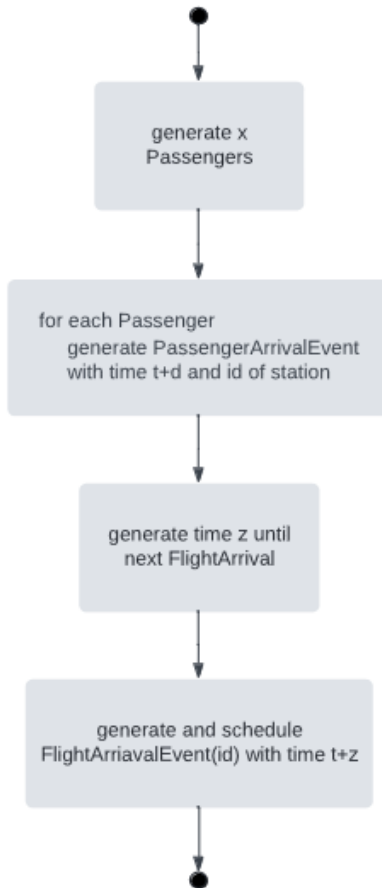 generate x
Passengers
for each Passenger
generate PassengerArrivalEvent
with time t+d and id of station
generate time z until
next FlightArrival
generate and schedule
FlightArriavalEvent(id) with time t+z